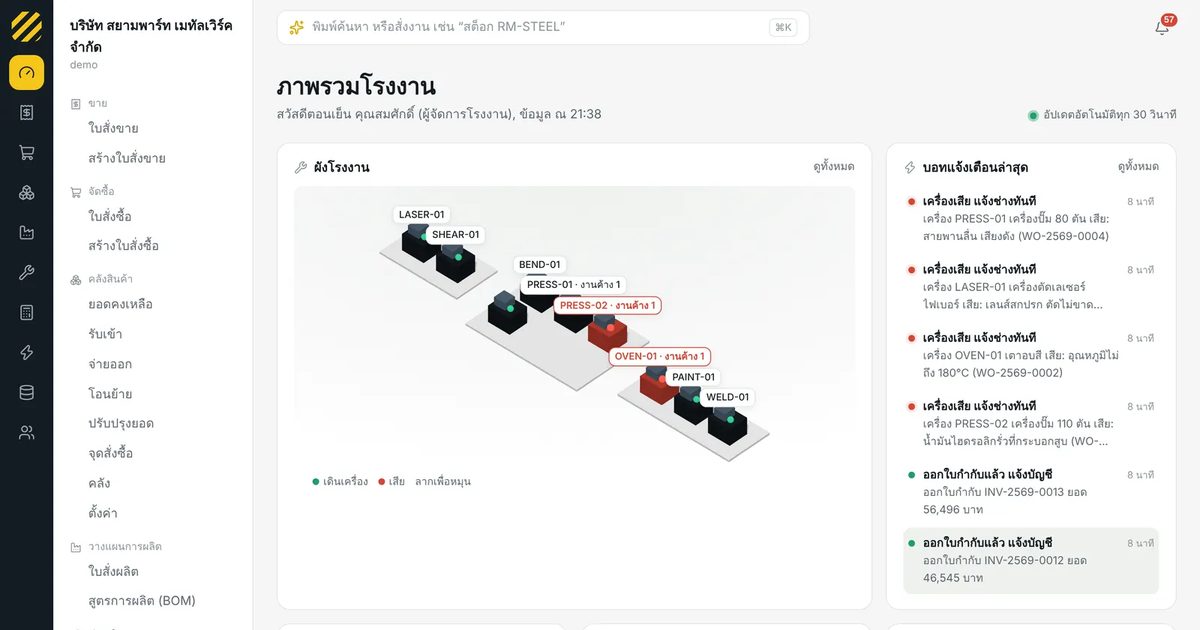 บริษัท สยามพาร์ท เมทัลเวิร์ค
จำกัด
demo
ขาย
ใบสั่งขาย
สร้างใบสั่งขาย
จัดซื้อ
ใบสั่งซื้อ
สร้างใบสั่งซื้อ
คลังสินค้า
ยอดคงเหลือ
รับเข้า
จ่ายออก
โอนย้าย
ปรับปรุงยอด
จุดสั่งซื้อ
คลัง
ตั้งค่า
วางแผนการผลิต
ใบสั่งผลิต
สูตรการผลิต (BOM)
พิมพ์ค้นหา หรือสั่งงาน เช่น “สต็อก RM-STEEL”
⌘K
57
ภาพรวมโรงงาน
สวัสดีตอนเย็น คุณสมศักดิ์ (ผู้จัดการโรงงาน), ข้อมูล ณ 21:38
อัปเดตอัตโนมัติทุก 30 วินาที
ผังโรงงาน
ดูทั้งหมด
LASER-01
SHEAR-01
BEND-01
PRESS-01 · งานค้าง 1
PRESS-02 · งานค้าง 1
OVEN-01 · งานค้าง 1
PAINT-01
WELD-01
เดินเครื่อง
เสีย
ลากเพื่อหมุน
บอทแจ้งเตือนล่าสุด
ดูทั้งหมด
เครื่องเสีย แจ้งช่างทันที
8 นาที
เครื่อง PRESS-01 เครื่องปั๊ม 80 ตัน เสีย:
สายพานลื่น เสียงดัง (WO-2569-0004)
เครื่องเสีย แจ้งช่างทันที
8 นาที
เครื่อง LASER-01 เครื่องตัดเลเซอร์
ไฟเบอร์ เสีย: เลนส์สกปรก ตัดไม่ขาด...
เครื่องเสีย แจ้งช่างทันที
8 นาที
เครื่อง OVEN-01 เตาอบสี เสีย: อุณหภูมิไม่
ถึง 180°C (WO-2569-0002)
เครื่องเสีย แจ้งช่างทันที
8 นาที
เครื่อง PRESS-02 เครื่องปั๊ม 110 ตัน เสีย:
น้ำมันไฮดรอลิกรั่วที่กระบอกสูบ (WO-...
ออกใบกำกับแล้ว แจ้งบัญชี
8 นาที
ออกใบกำกับ INV-2569-0013 ยอด
56,496 บาท
ออกใบกำกับแล้ว แจ้งบัญชี
8 นาที
ออกใบกำกับ INV-2569-0012 ยอด
46,545 บาท